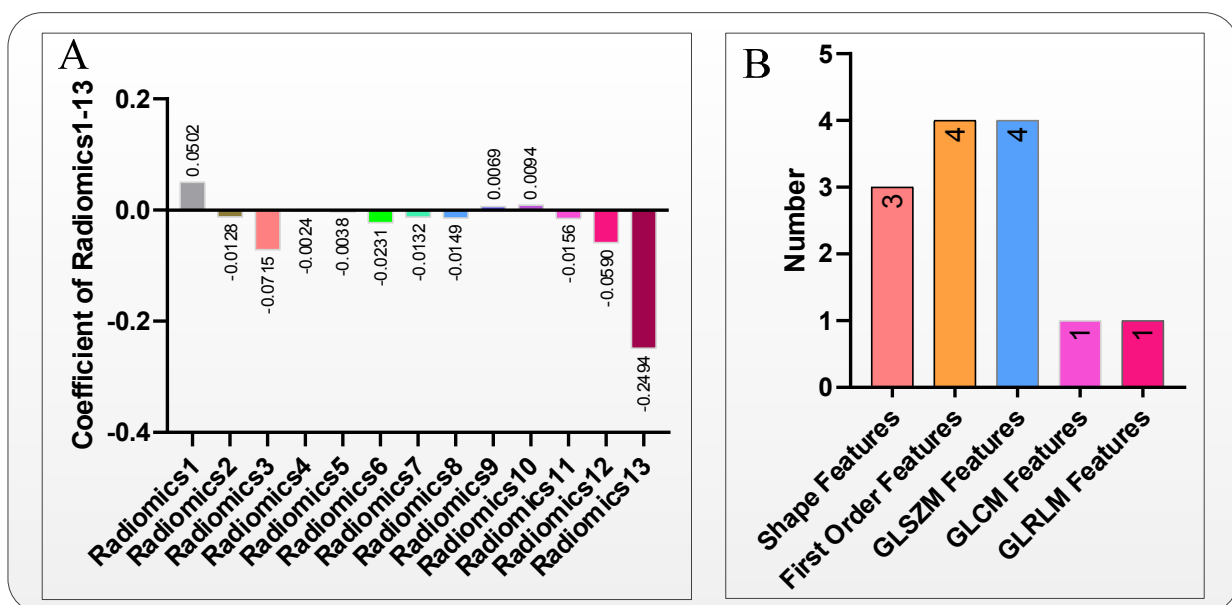 A
Coefficient of Radiomics1-13
0.2
0.0
-0.2
-0.4
0.0502
-0.0128
-0.0715
-0.0024
-0.0038
-0.0231
-0.0132
-0.0149
0.0069
0.0094
-0.0156
-0.0590
-0.2494
Radiomics1
Radiomics2
Radiomics3
Radiomics4
Radiomics5
Radiomics6
Radiomics7
Radiomics8
Radiomics9
Radiomics10
Radiomics11
Radiomics12
Radiomics13
B
Number
5
4
3
2
1
0
3
4
4
1
1
Shape Features
First Order Features
GLSZM Features
GLCM Features
GLRLM Features